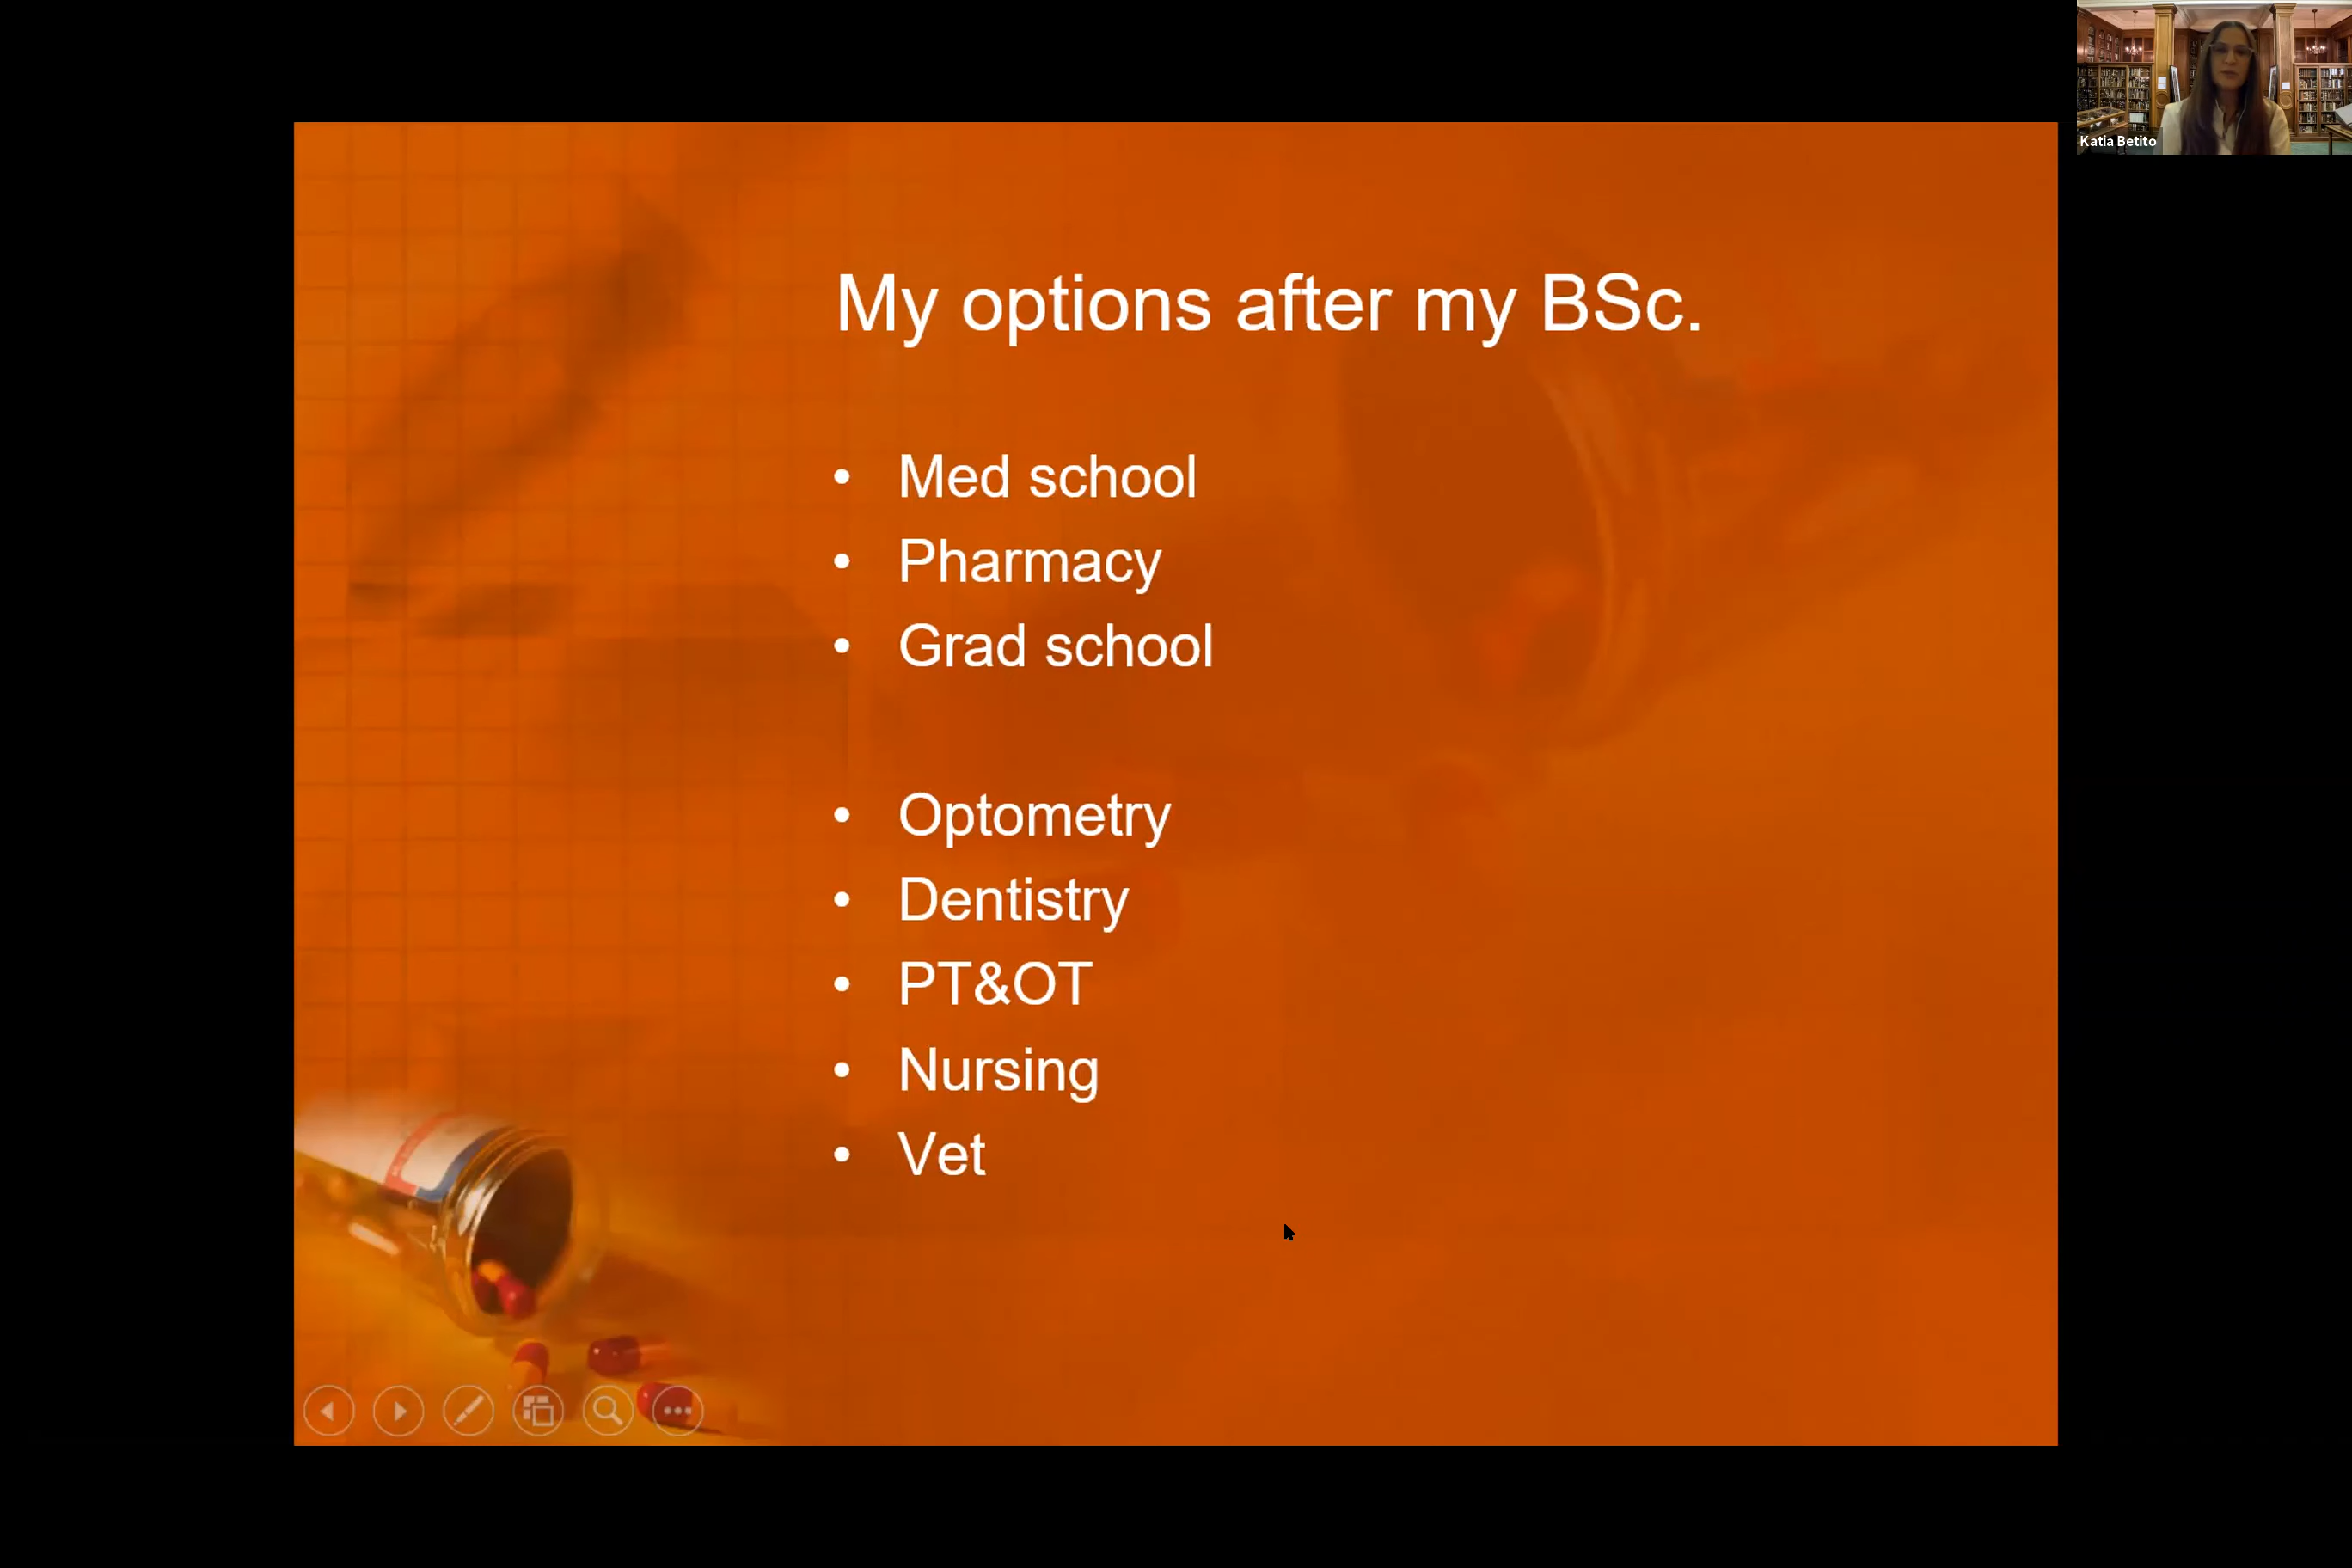 Katia Betito
My options after my BSc.
• Med school
• Pharmacy
• Grad school
• Optometry
• Dentistry
• PT&OT
• Nursing
• Vet